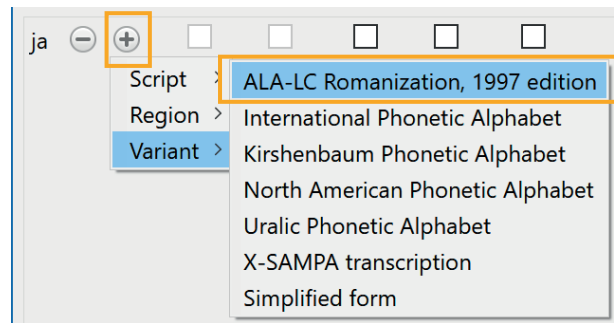 ja
Script > ALA-LC Romanization, 1997 edition
Region > International Phonetic Alphabet
Variant > Kirshenbaum Phonetic Alphabet
North American Phonetic Alphabet
Uralic Phonetic Alphabet
X-SAMPA transcription
Simplified form